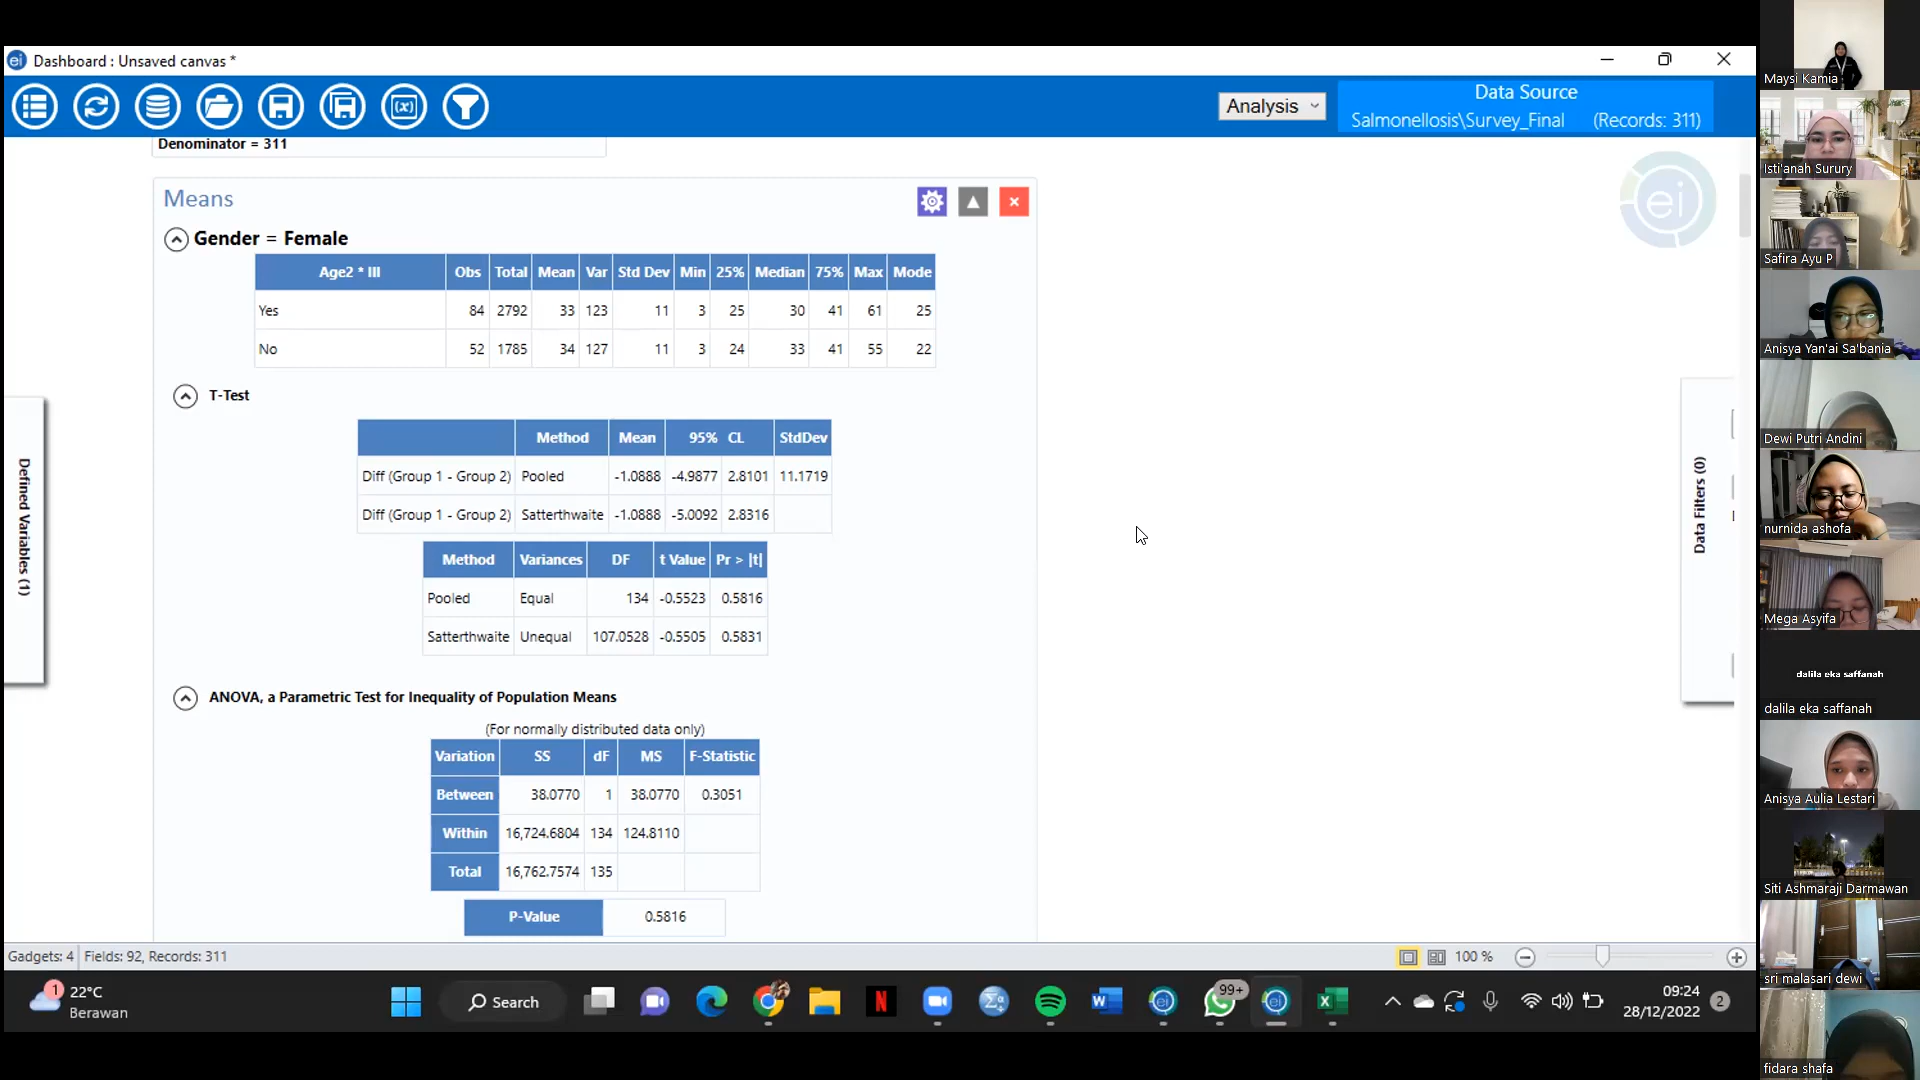 Dashboard : Unsaved canvas *
Analysis
Data Source
Salmonellosis\Survey_Final (Records: 311)
Denominator = 311
Means
Gender = Female
Age2 * Ill Obs Total Mean Var Std Dev Min 25% Median 75% Max Mode
Yes 84 2792 33 123 11 3 25 30 41 61 25
No 52 1785 34 127 11 3 24 33 41 55 22
T-Test
Method Mean 95% CL StdDev
Diff (Group 1 - Group 2) Pooled -1.0888 -4.9877 2.8101 11.1719
Diff (Group 1 - Group 2) Satterthwaite -1.0888 -5.0092 2.8316
Method Variances DF t Value Pr > |t|
Pooled Equal 134 -0.5523 0.5816
Satterthwaite Unequal 107.0528 -0.5505 0.5831
ANOVA, a Parametric Test for Inequality of Population Means
(For normally distributed data only)
Variation SS dF MS F-Statistic
Between 38.0770 1 38.0770 0.3051
Within 16,724.6804 134 124.8110
Total 16,762.7574 135
P-Value 0.5816
Defined Variables (1)
Data Filters (0)
ei
Gadgets: 4 Fields: 92, Records: 311
100 %
1
22°C
Berawan
Search
99+
09:24
28/12/2022
2
Maysi Kamia
Isti'anah Surury
Safira Ayu P
Anisya Yan'ai Sa'bania
Dewi Putri Andini
nurnida ashofa
Mega Asyifa
dalila eka saffanah
dalila eka saffanah
Anisya Aulia Lestari
Siti Ashmaraji Darmawan
sri malasari dewi
fidara shafa